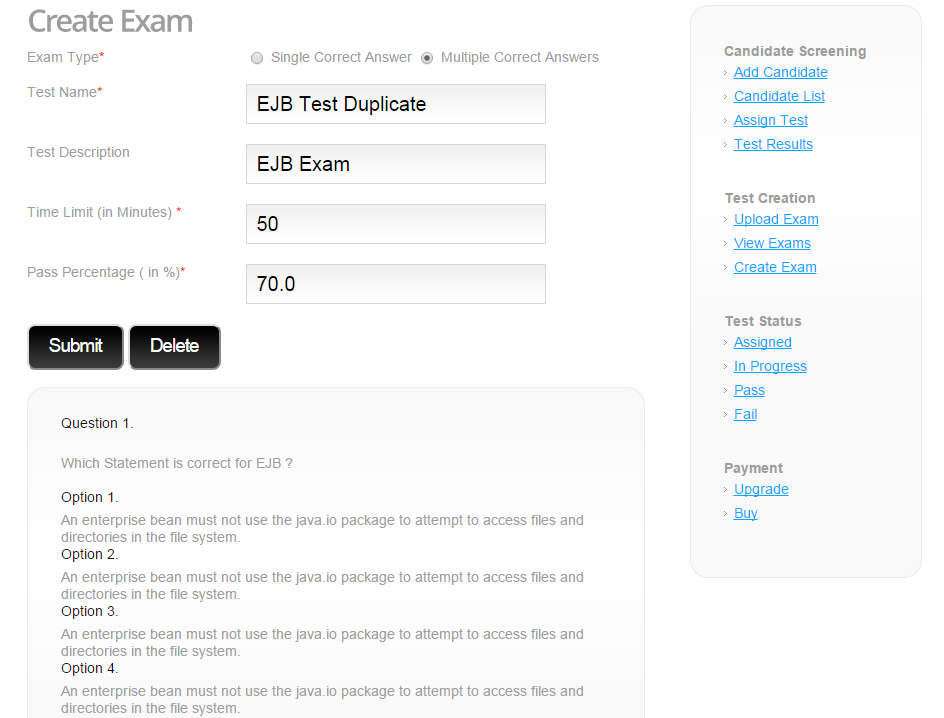 Create Exam
Exam Type*
Single Correct Answer
Multiple Correct Answers
Test Name*
EJB Test Duplicate
Test Description
EJB Exam
Time Limit (in Minutes) *
50
Pass Percentage ( in %)*
70.0
Submit
Delete
Question 1.
Which Statement is correct for EJB ?
Option 1.
An enterprise bean must not use the java.io package to attempt to access files and
directories in the file system.
Option 2.
An enterprise bean must not use the java.io package to attempt to access files and
directories in the file system.
Option 3.
An enterprise bean must not use the java.io package to attempt to access files and
directories in the file system.
Option 4.
An enterprise bean must not use the java.io package to attempt to access files and
directories in the file system.
Candidate Screening
Add Candidate
Candidate List
Assign Test
Test Results
Test Creation
Upload Exam
View Exams
Create Exam
Test Status
Assigned
In Progress
Pass
Fail
Payment
Upgrade
Buy